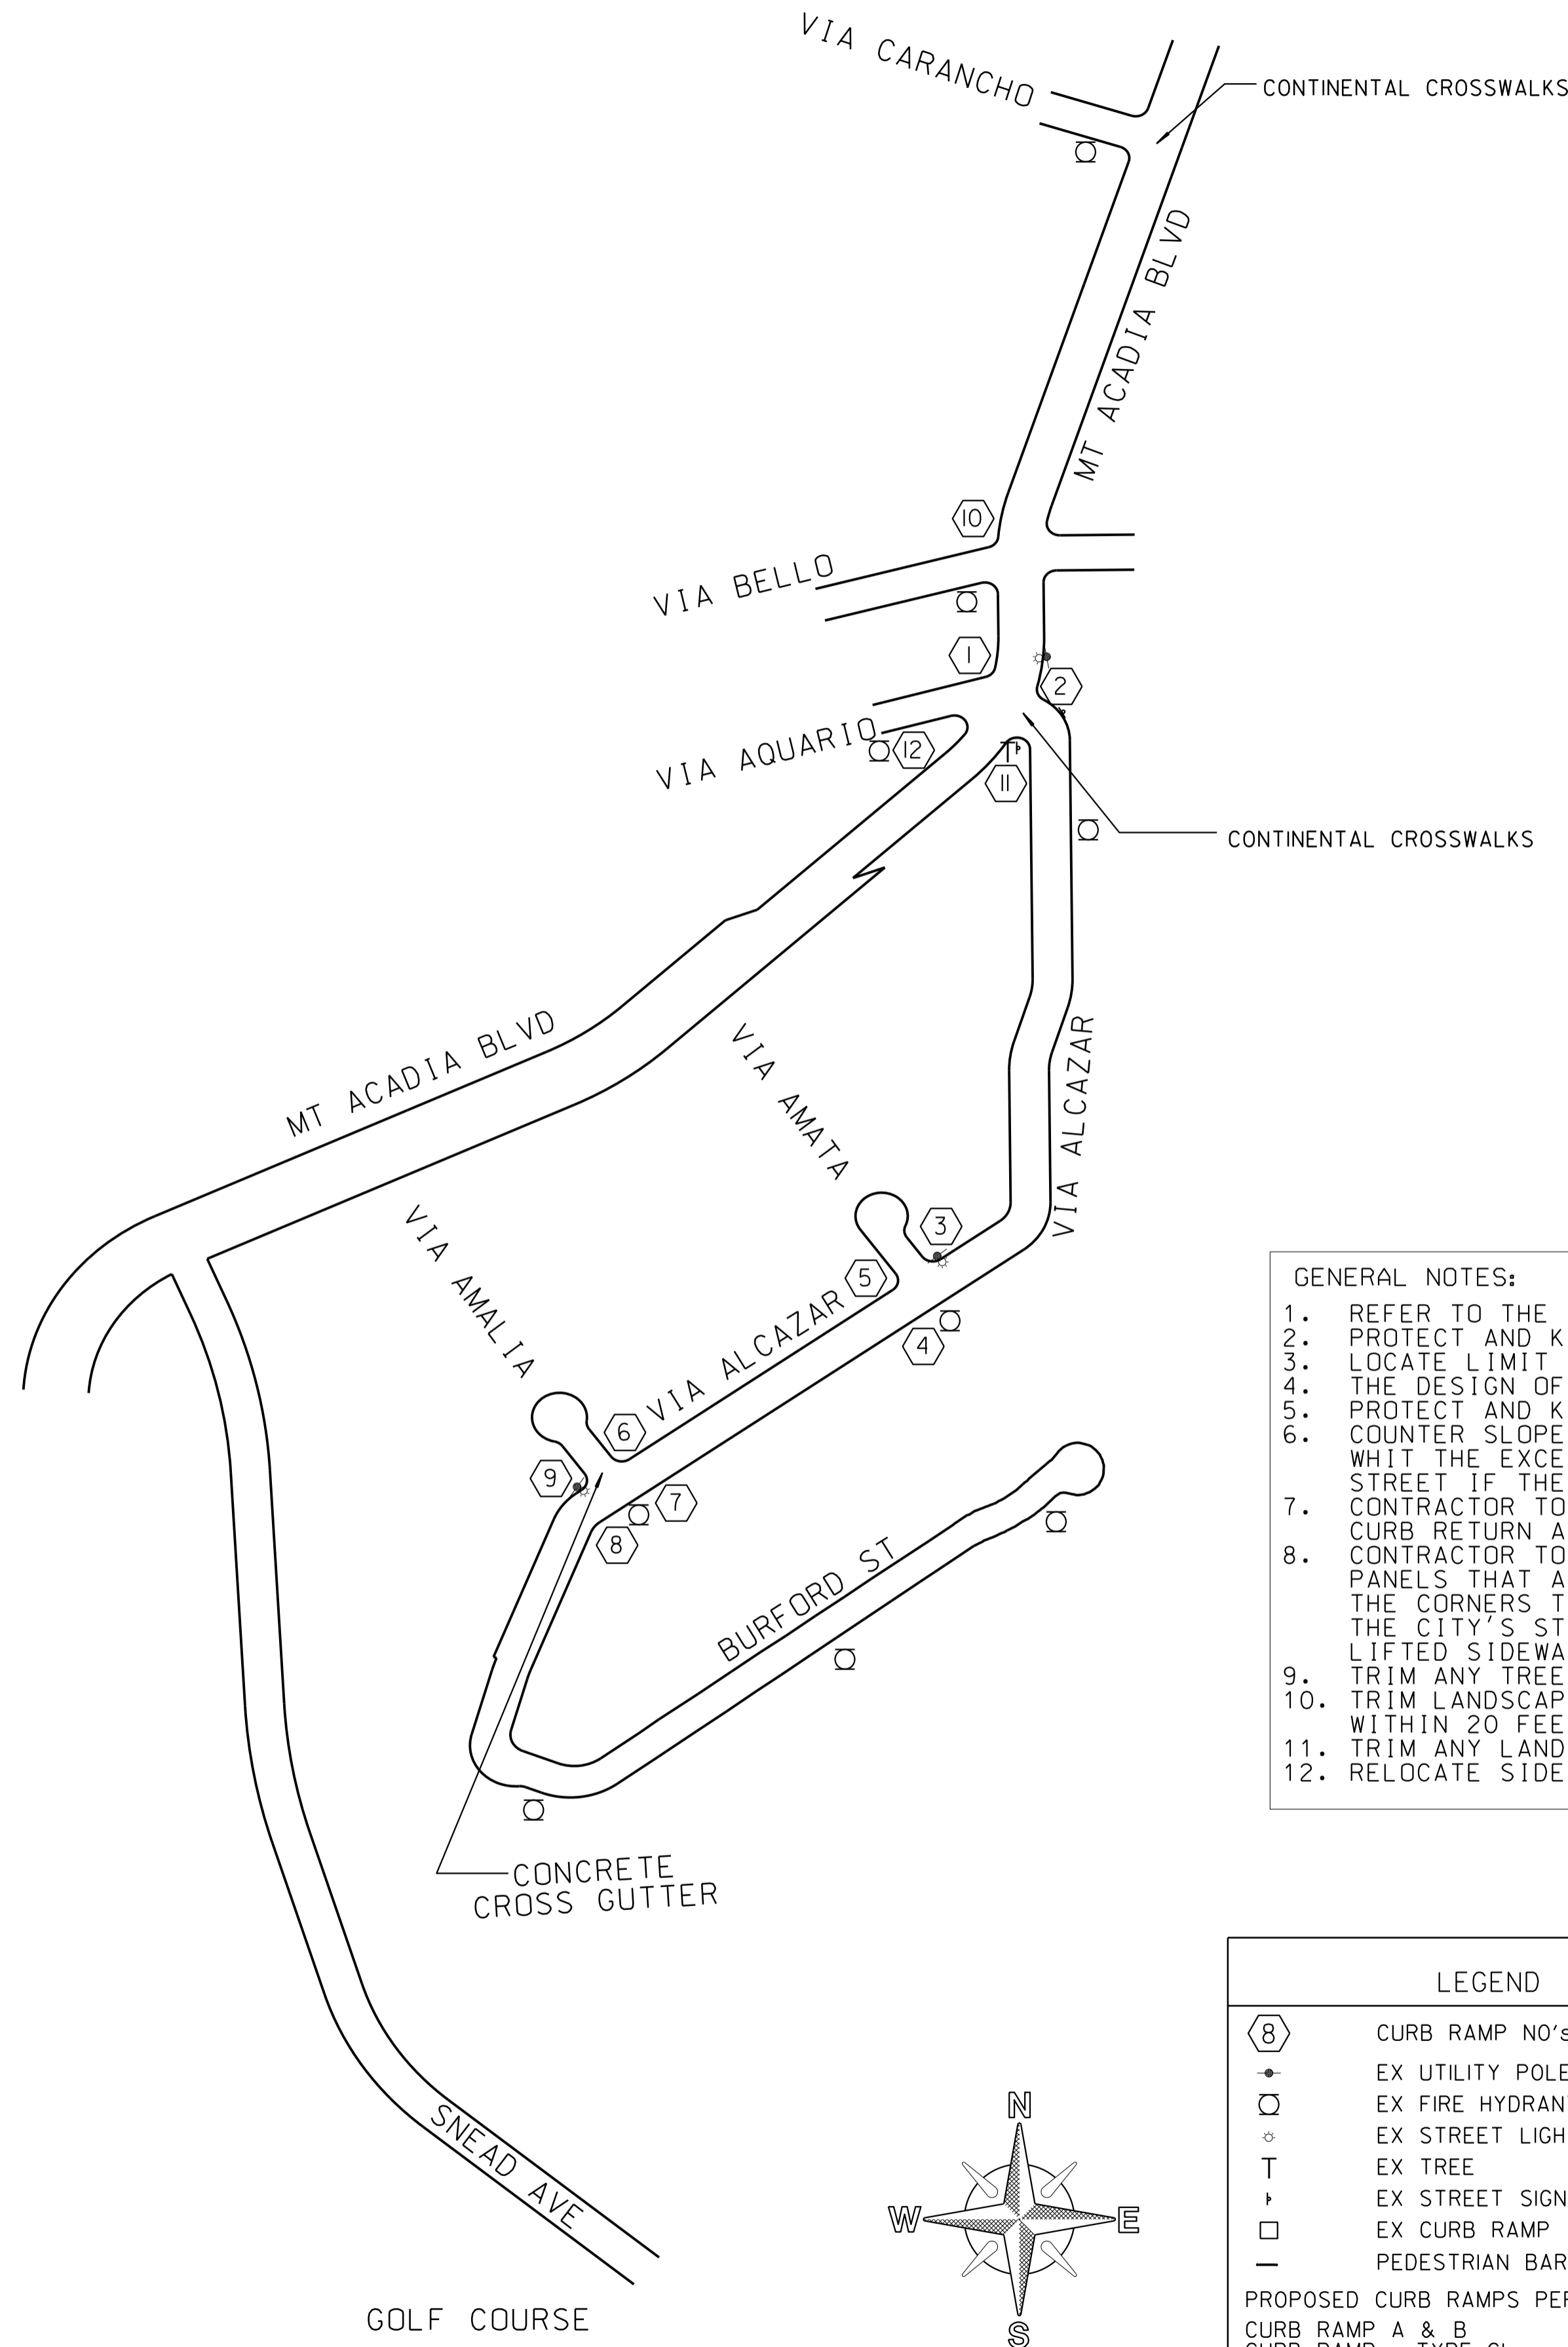 VIA CARANCHO
CONTINENTAL CROSSWALKS
MT ACADIA BLVD
10
VIA BELLO
1
2
VIA AQUARIO
12
11
CONTINENTAL CROSSWALKS
MT ACADIA BLVD
VIA AMATA
VIA ALCAZAR
VIA AMALIA
3
5
4
VIA ALCAZAR
6
9
7
8
BURFORD ST
CONCRETE
CROSS GUTTER
SNEAD AVE
GOLF COURSE
N
W
E
S
GENERAL NOTES:
1. REFER TO THE
2. PROTECT AND K
3. LOCATE LIMIT
4. THE DESIGN OF
5. PROTECT AND K
6. COUNTER SLOPE
WHIT THE EXCE
STREET IF THE
7. CONTRACTOR TO
CURB RETURN A
8. CONTRACTOR TO
PANELS THAT A
THE CORNERS T
THE CITY'S ST
LIFTED SIDEWA
9. TRIM ANY TREE
10. TRIM LANDSCAP
WITHIN 20 FEE
11. TRIM ANY LAND
12. RELOCATE SIDE
LEGEND
8 CURB RAMP NO's
EX UTILITY POLE
EX FIRE HYDRAN
EX STREET LIGH
EX TREE
EX STREET SIGN
EX CURB RAMP
PEDESTRIAN BAR
PROPOSED CURB RAMPS PER
CURB RAMP A & B